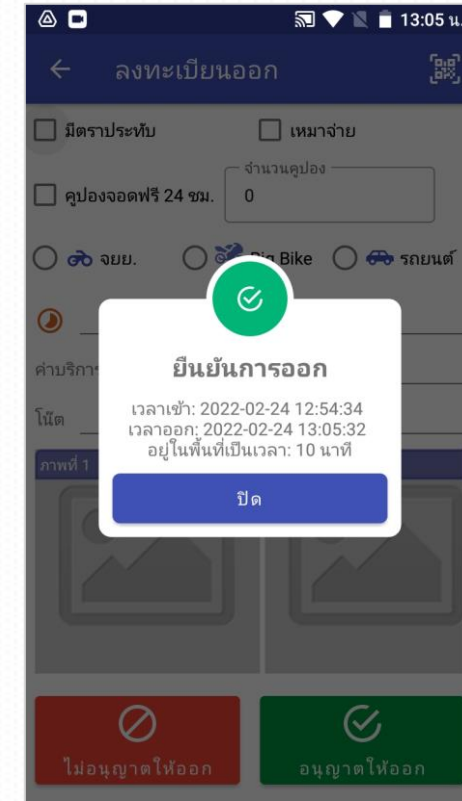 13:05 น.
ลงทะเบียนออก
มีตราประทับ
เหมาจ่าย
คูปองจอดฟรี 24 ชม.
จำนวนคูปอง
0
จยย.
Big Bike
รถยนต์
ค่าบริการ
โน๊ต
ยืนยันการออก
เวลาเข้า: 2022-02-24 12:54:34
เวลาออก: 2022-02-24 13:05:32
อยู่ในพื้นที่เป็นเวลา: 10 นาที
ปิด
ภาพที่ 1
ไม่อนุญาตให้ออก
อนุญาตให้ออก